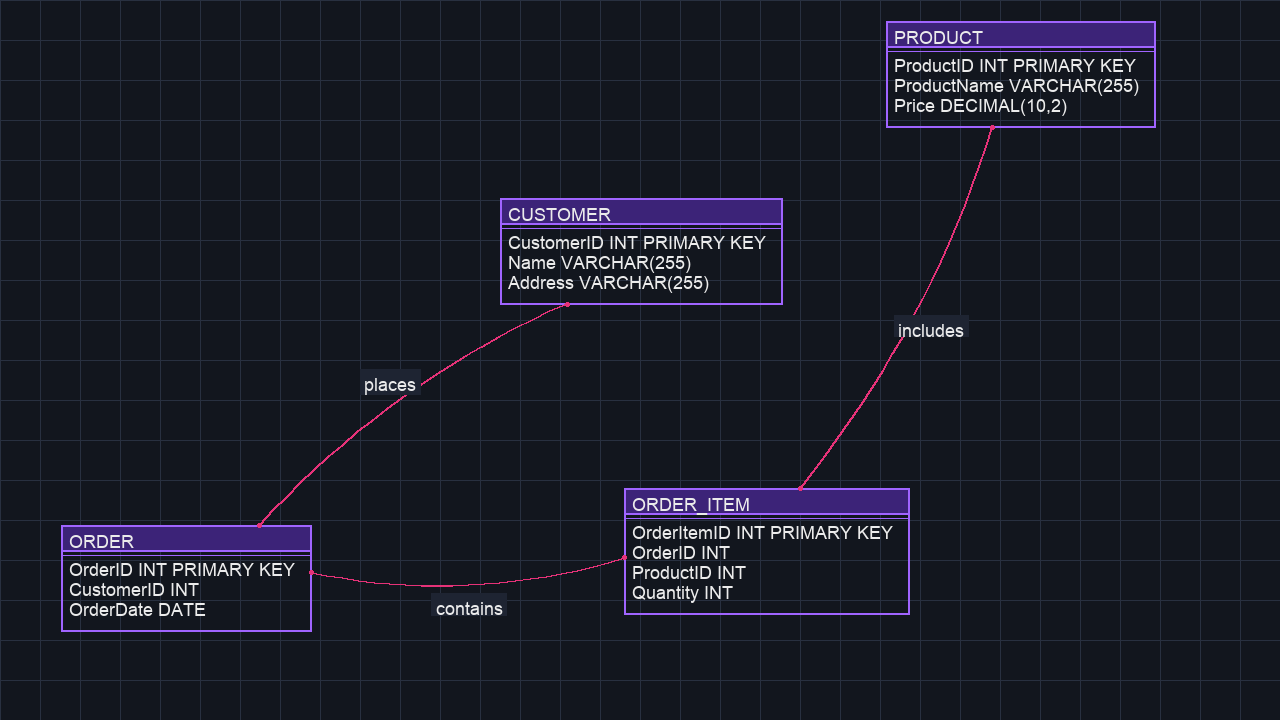 PRODUCT
ProductID INT PRIMARY KEY
ProductName VARCHAR(255)
Price DECIMAL(10,2)
CUSTOMER
CustomerID INT PRIMARY KEY
Name VARCHAR(255)
Address VARCHAR(255)
includes
places
ORDER_ITEM
OrderItemID INT PRIMARY KEY
OrderID INT
ProductID INT
Quantity INT
ORDER
OrderID INT PRIMARY KEY
CustomerID INT
OrderDate DATE
contains